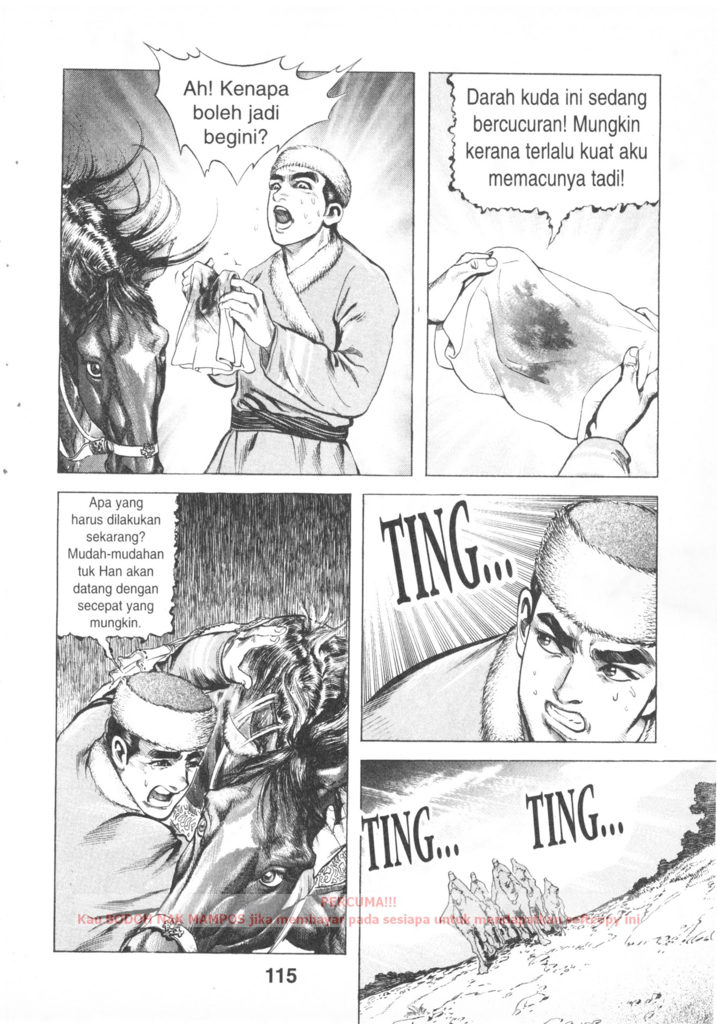 Ah! Kenapa
boleh jadi
begini?
Darah kuda ini sedang
bercucuran! Mungkin
kerana terlalu kuat aku
memacunya tadi!
Apa yang
harus dilakukan
sekarang?
Mudah-mudahan
tuk Han akan
datang dengan
secepat yang
mungkin.
TING...
TING...
TING...
PERCUMA!!!
Kau BODOH NAK MAMPOS jika membayar pada sesiapa untuk mendapatkan softcopy ini
115